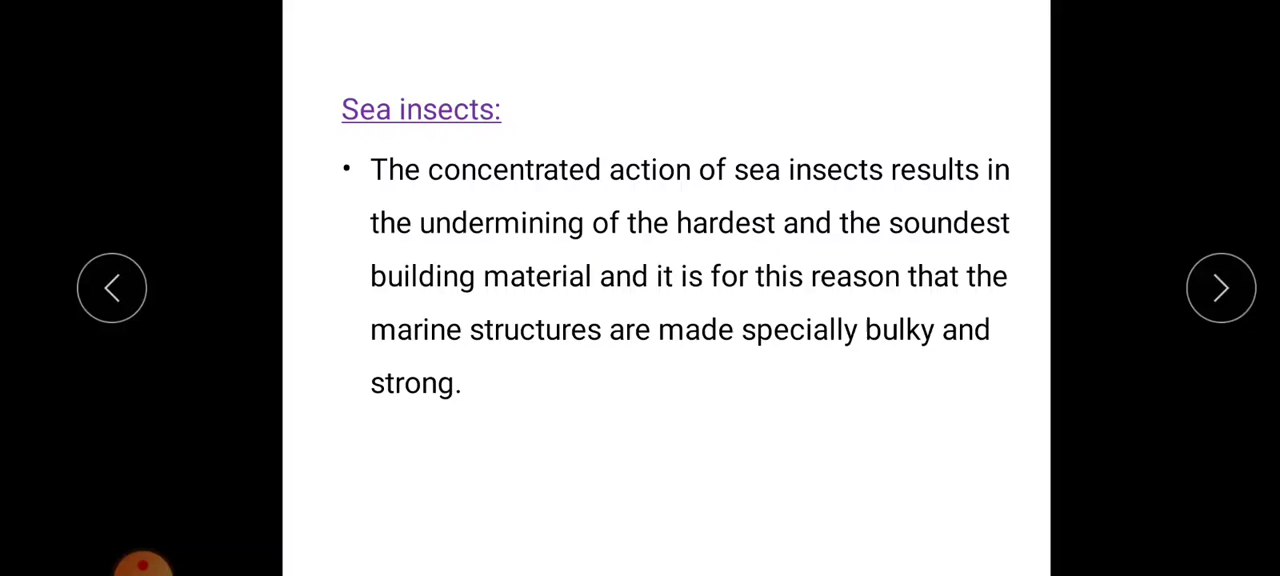 Sea insects:
• The concentrated action of sea insects results in
the undermining of the hardest and the soundest
building material and it is for this reason that the
marine structures are made specially bulky and
strong.